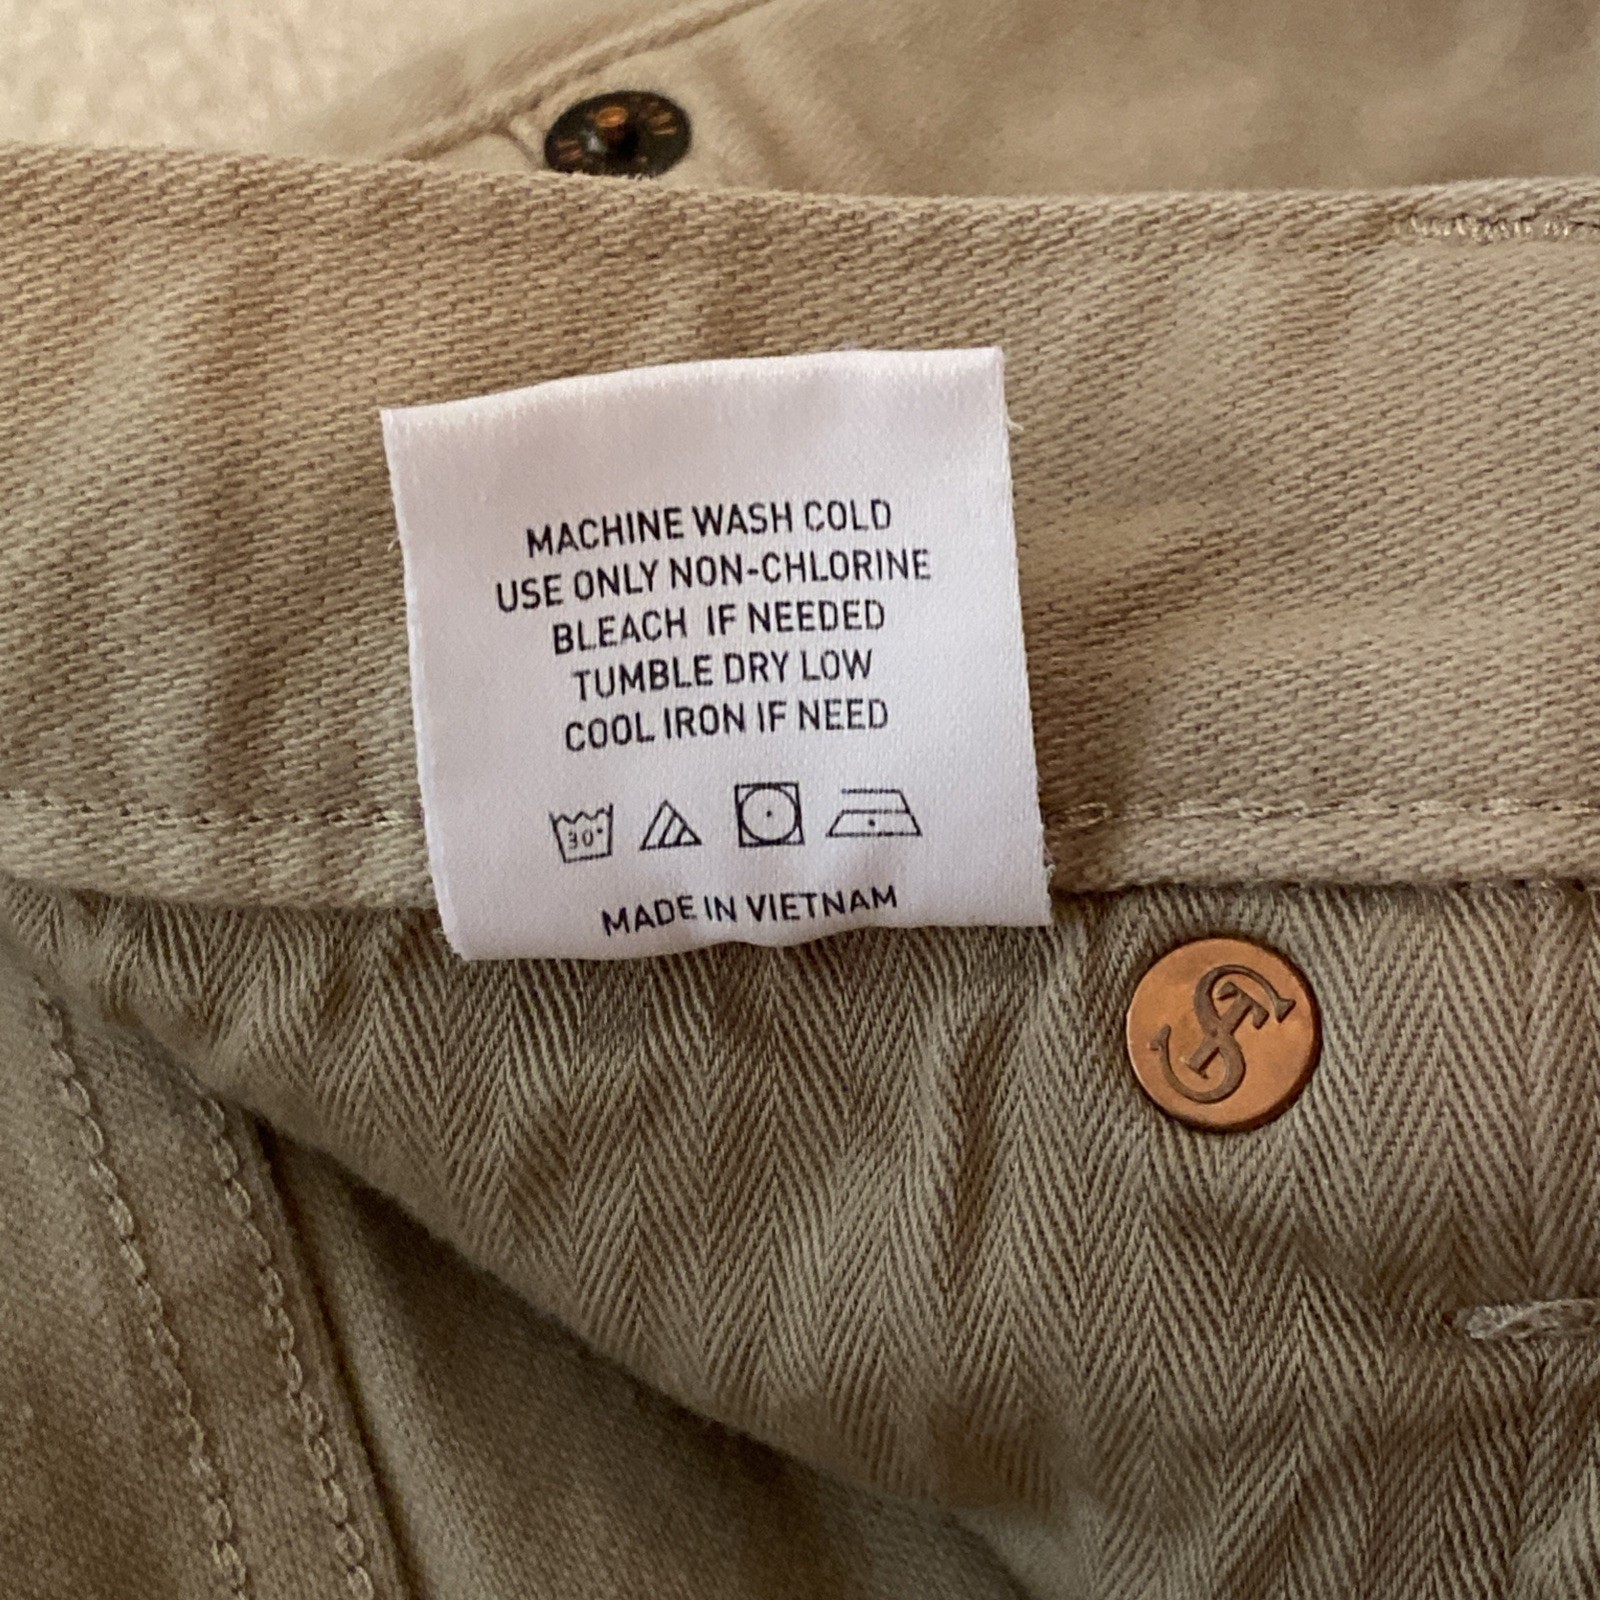 MACHINE WASH COLD
USE ONLY NON-CHLORINE
BLEACH IF NEEDED
TUMBLE DRY LOW
COOL IRON IF NEED
30°
MADE IN VIETNAM